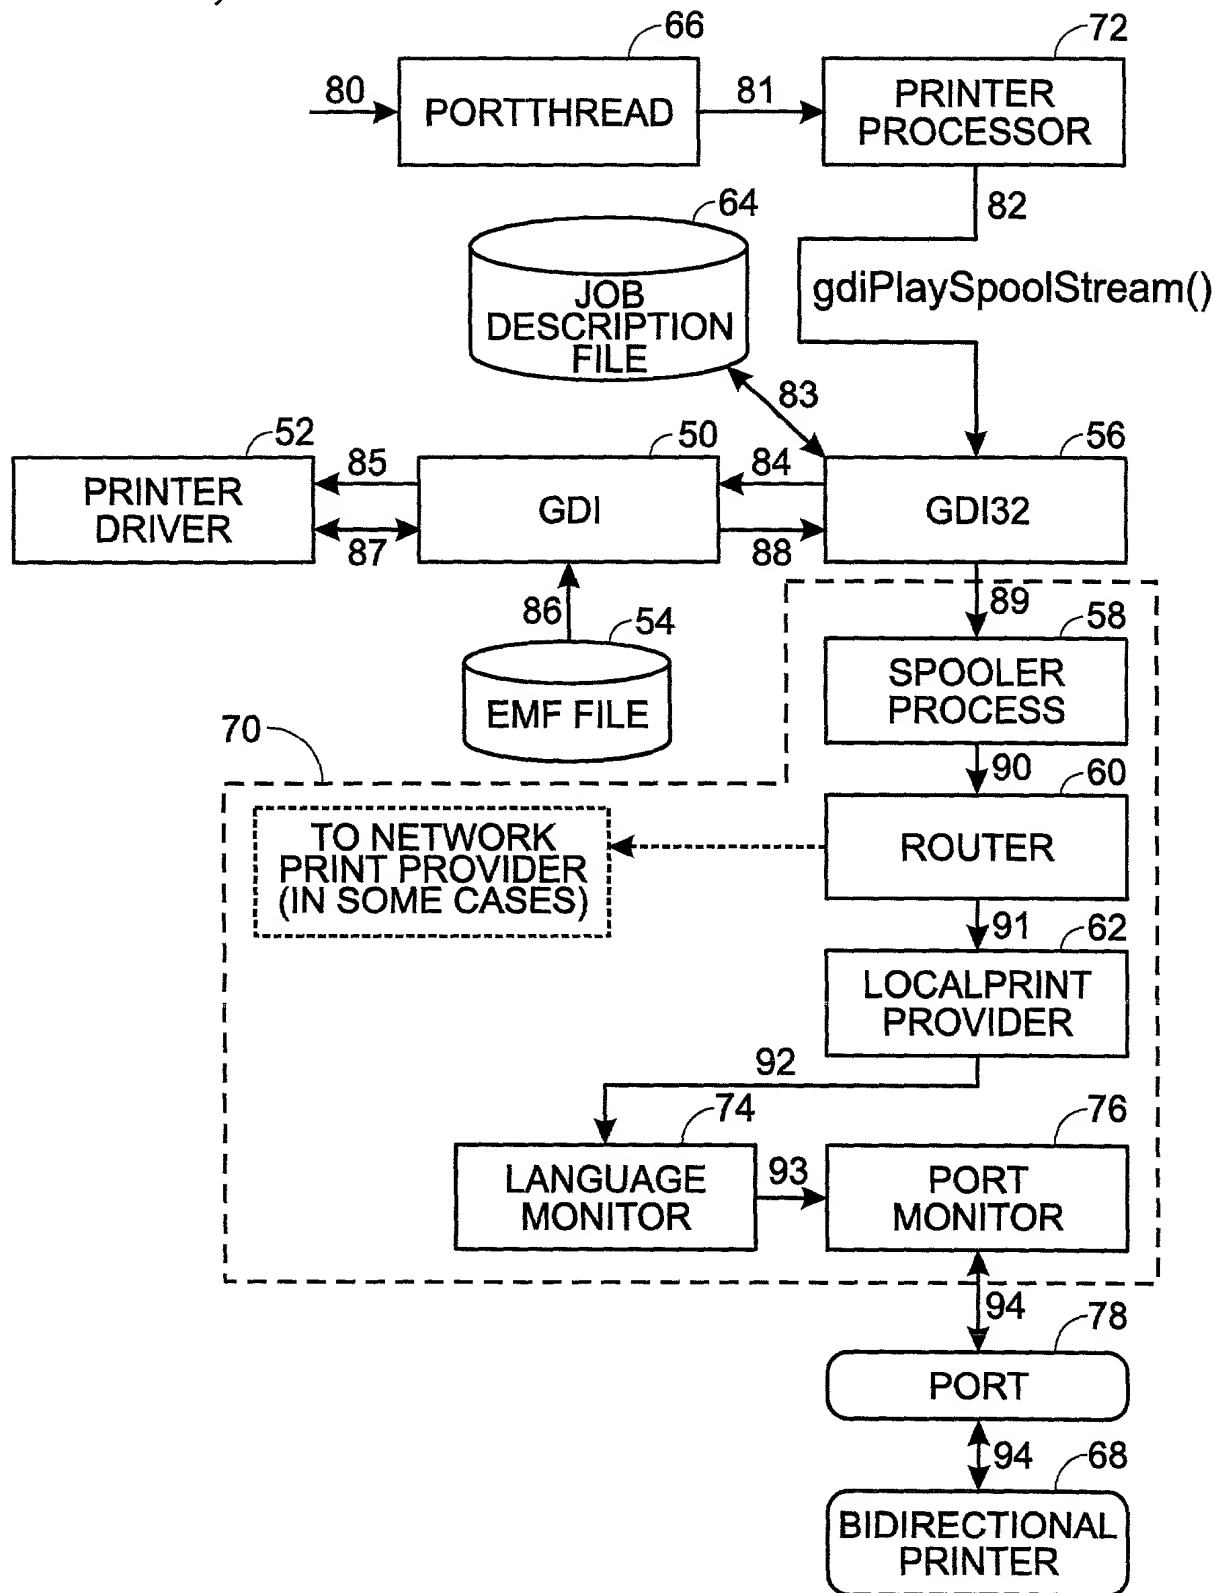 66
72
80
PORTTHREAD
81
PRINTER
PROCESSOR
82
64
JOB
DESCRIPTION
FILE
gdiPlaySpoolStream()
83
52
50
56
PRINTER
DRIVER
85
87
GDI
84
88
GDI32
86
54
EMF FILE
89
58
SPOOLER
PROCESS
70
90
60
TO NETWORK
PRINT PROVIDER
(IN SOME CASES)
ROUTER
91
62
LOCALPRINT
PROVIDER
92
74
76
LANGUAGE
MONITOR
93
PORT
MONITOR
94
78
PORT
94
68
BIDIRECTIONAL
PRINTER